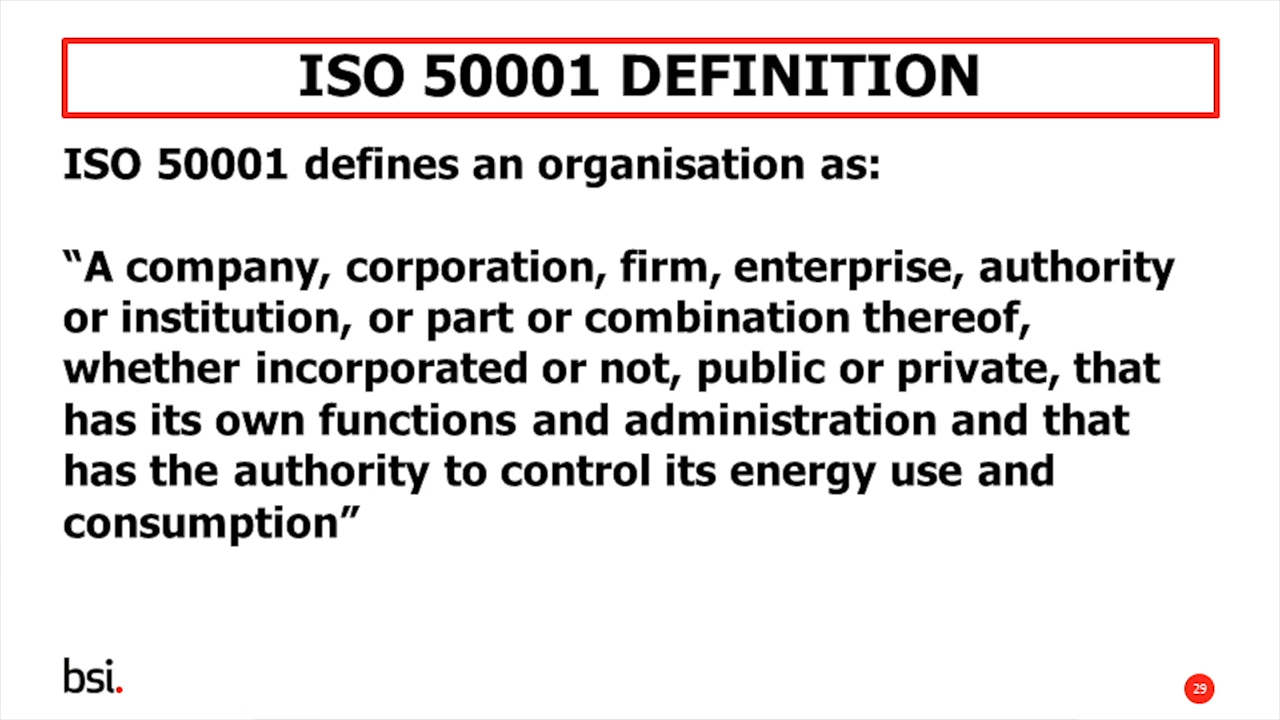 ISO 50001 DEFINITION
ISO 50001 defines an organisation as:
“A company, corporation, firm, enterprise, authority
or institution, or part or combination thereof,
whether incorporated or not, public or private, that
has its own functions and administration and that
has the authority to control its energy use and
consumption”
bsi.
29